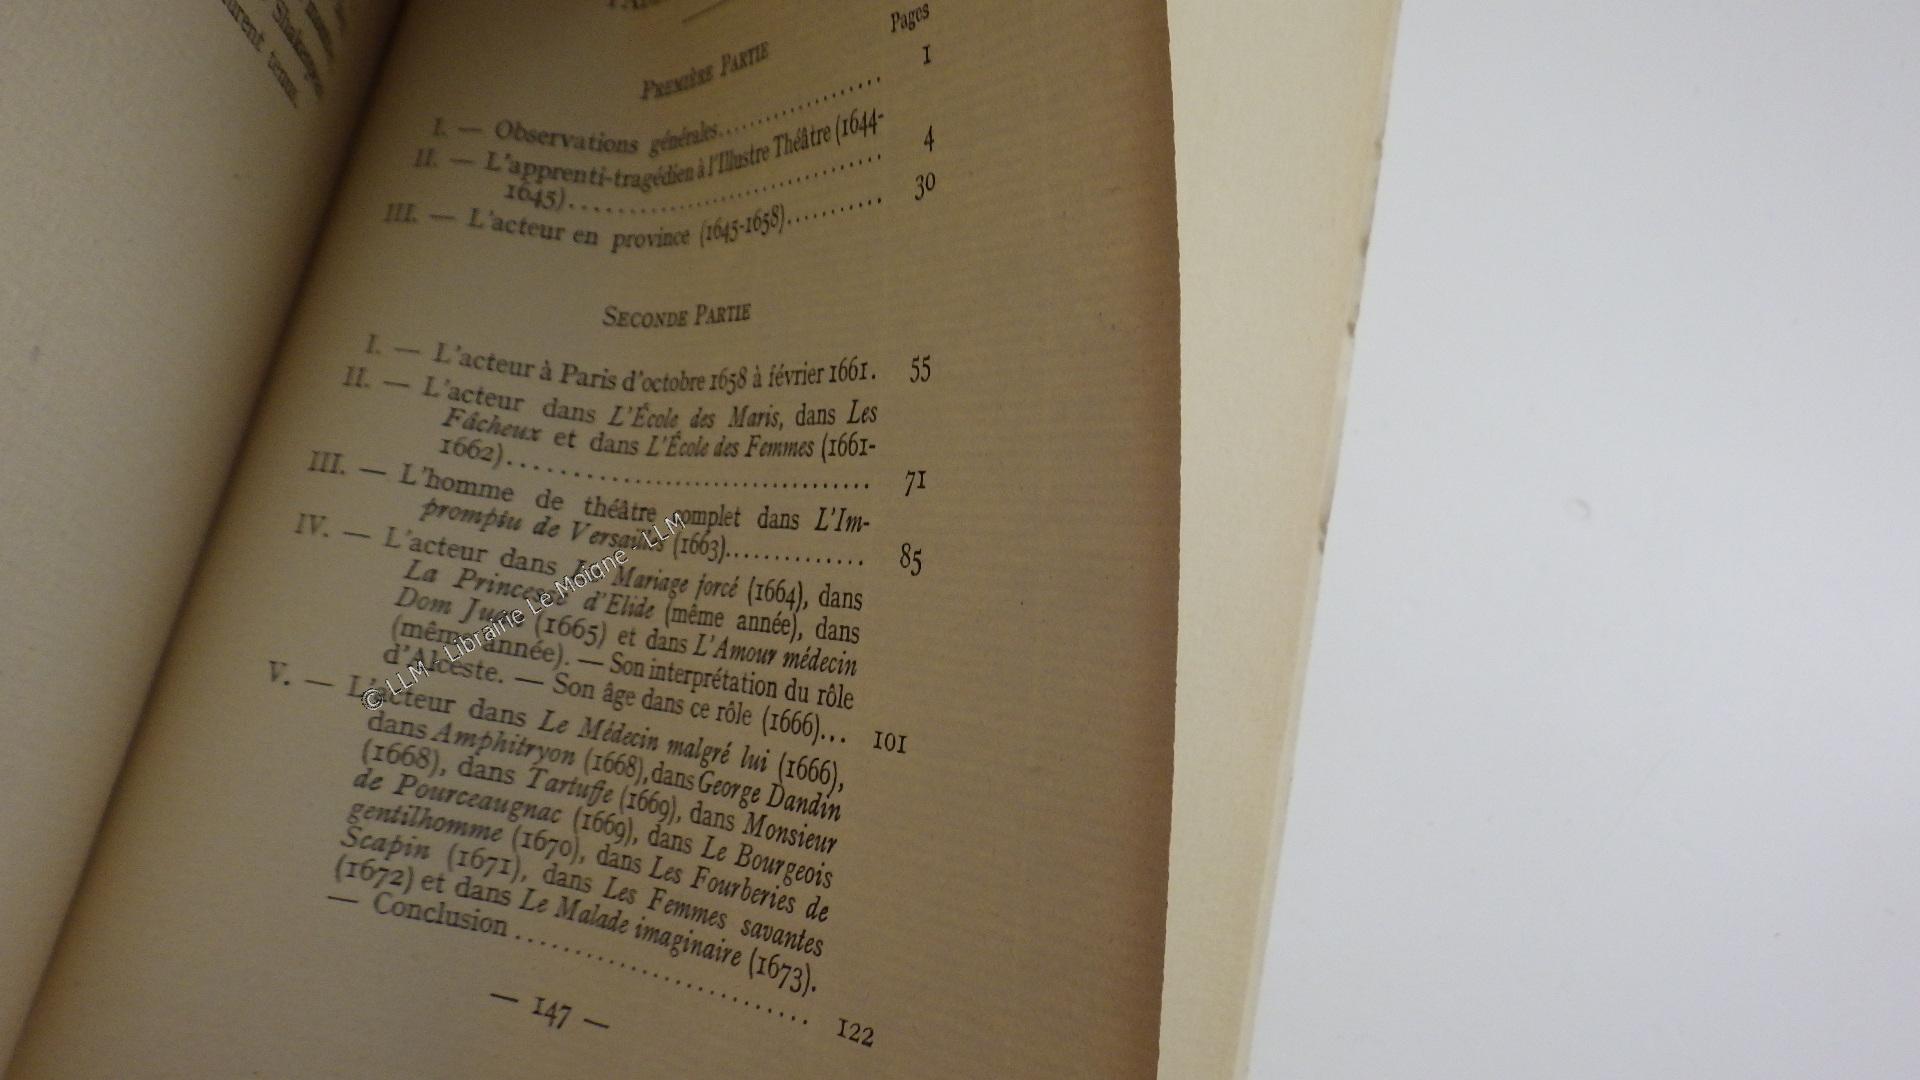 Shakespe
urent tenus.
Pages
PREMIÈRE PARTIE
I. — Observations générales........................ 1
II. — L'apprenti-tragédien à l'Illustre Théâtre (1644-
1645)........................ 4
III. — L'acteur en province (1645-1658)........... 30
SECONDE PARTIE
I. — L'acteur à Paris d'octobre 1658 à février 1661. 55
II. — L'acteur dans L'École des Maris, dans Les
Fâcheux et dans L'École des Femmes (1661-
1662)........................ 71
III. — L'homme de théâtre complet dans L'Im-
promptu de Versailles (1663)............. 85
IV. — L'acteur dans Mariage forcé (1664), dans
La Princesse d'Elide (même année), dans
Dom Juan (1665) et dans L'Amour médecin
(même année). — Son interprétation du rôle
d'Alceste. — Son âge dans ce rôle (1666)... 101
V. — L'acteur dans Le Médecin malgré lui (1666),
dans Amphitryon (1668), dans George Dandin
(1668), dans Tartuffe (1669), dans Monsieur
de Pourceaugnac (1669), dans Le Bourgeois
gentilhomme (1670), dans Les Fourberies de
Scapin (1671), dans Les Femmes savantes
(1672) et dans Le Malade imaginaire (1673).
— Conclusion........................ 122
— 147 —
© LLM - Librairie Le Moigne - LLM